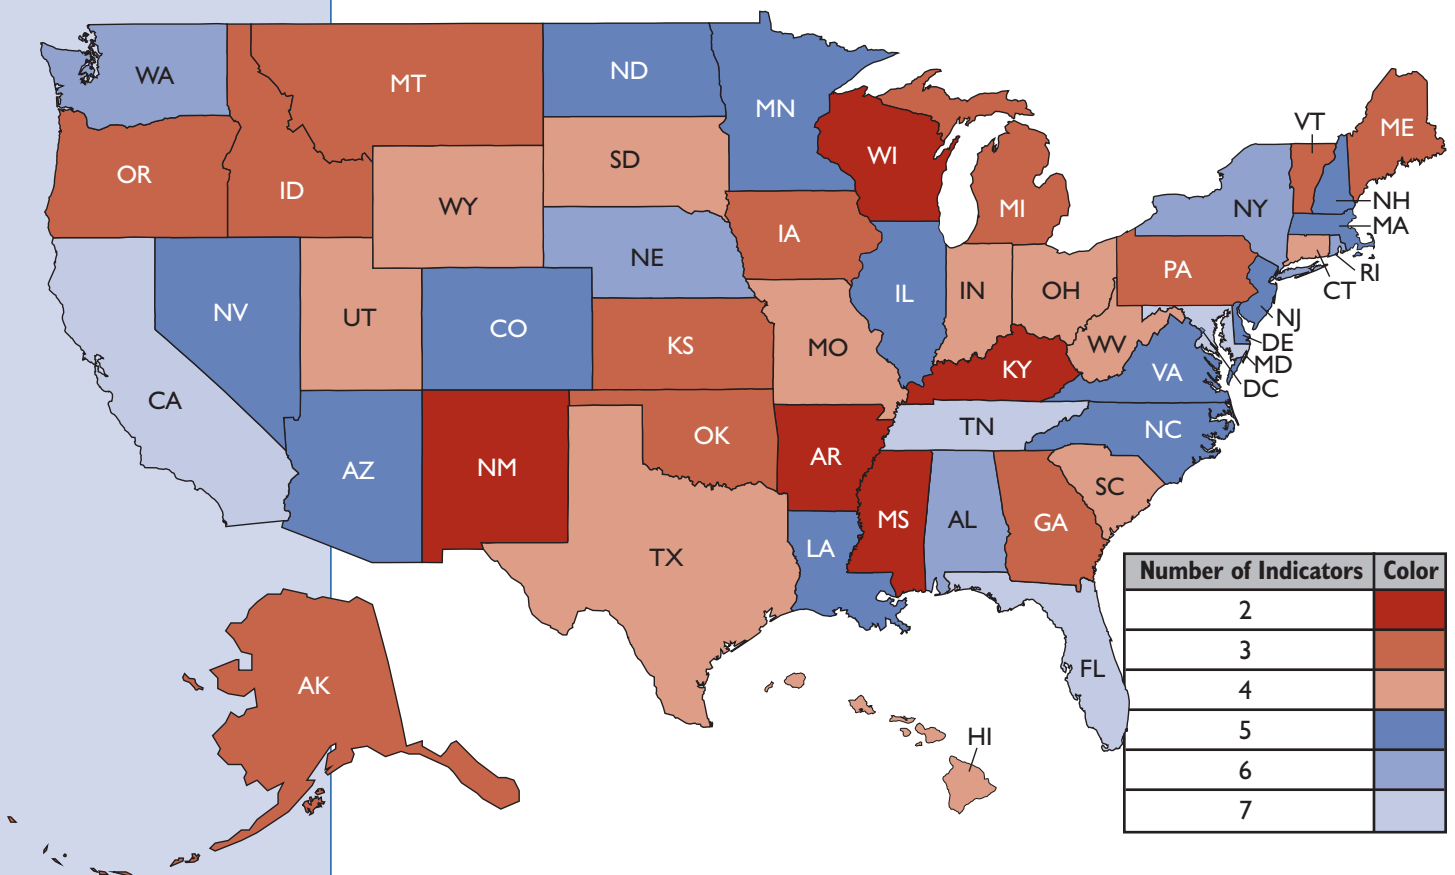 WA
MT
ND
MN
VT
ME
OR
ID
WY
SD
WI
MI
NY
NH
MA
RI
CT
NV
UT
CO
NE
IA
IL
IN
OH
PA
NJ
DE
MD
DC
CA
KS
MO
KY
WV
VA
AZ
NM
OK
AR
TN
NC
TX
LA
MS
AL
GA
SC
FL
AK
HI
Number of Indicators Color
2
3
4
5
6
7